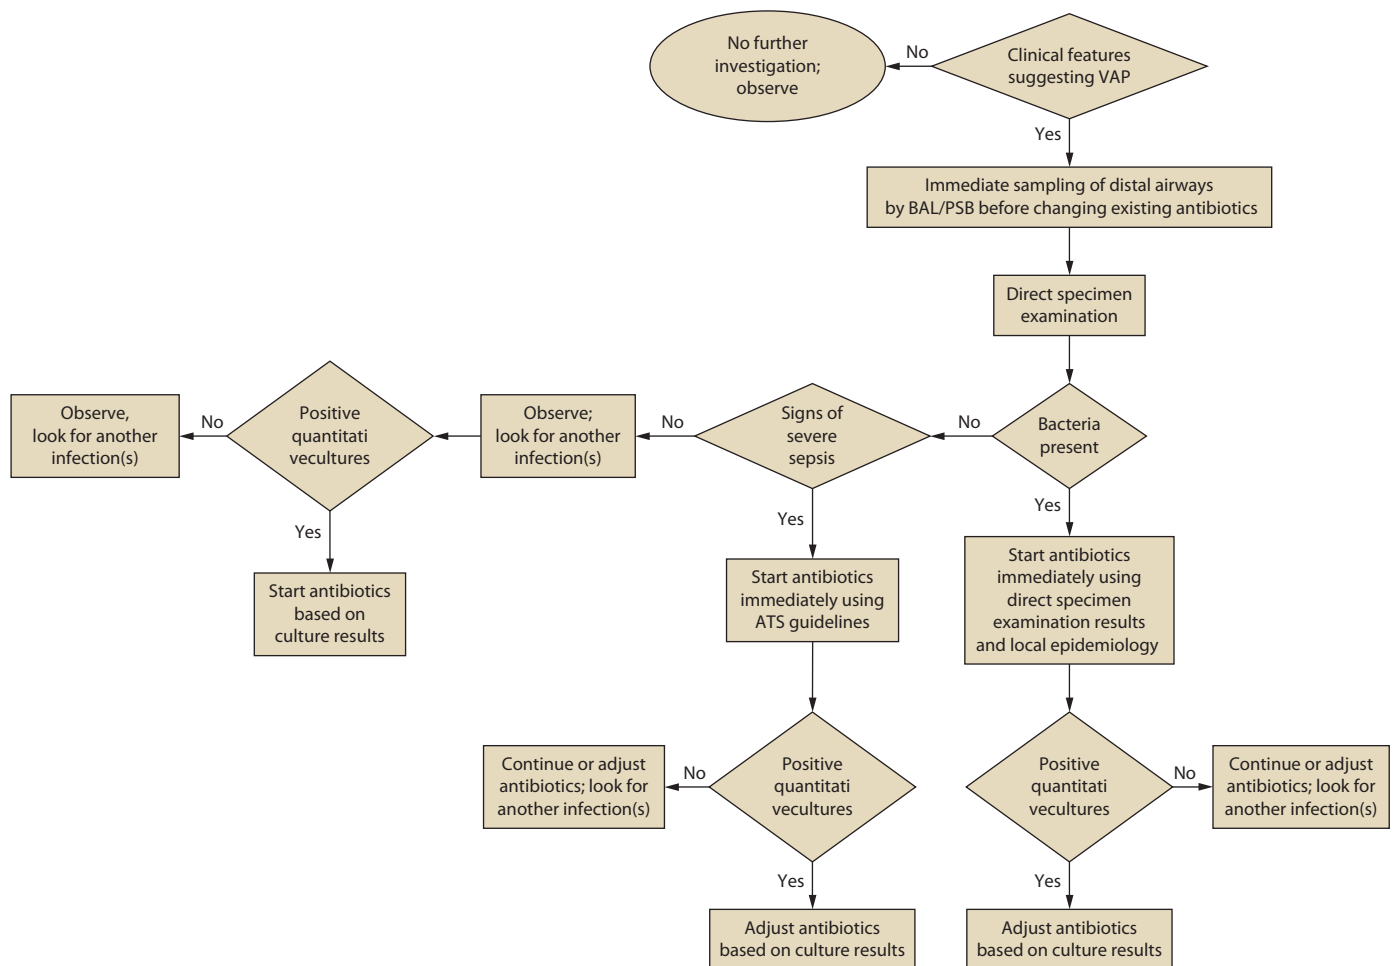 No further
investigation;
observe
No
Clinical features
suggesting VAP
Yes
Immediate sampling of distal airways
by BAL/PSB before changing existing antibiotics
Direct specimen
examination
Observe,
look for another
infection(s)
No
Positive
quantitati
vecultures
Observe;
look for another
infection(s)
No
Signs of
severe
sepsis
No
Bacteria
present
Yes
Start antibiotics
based on
culture results
Yes
Start antibiotics
immediately using
ATS guidelines
Yes
Start antibiotics
immediately using
direct specimen
examination results
and local epidemiology
Continue or adjust
antibiotics; look for
another infection(s)
No
Positive
quantitati
vecultures
Positive
quantitati
vecultures
No
Continue or adjust
antibiotics; look for
another infection(s)
Yes
Adjust antibiotics
based on culture results
Yes
Adjust antibiotics
based on culture results